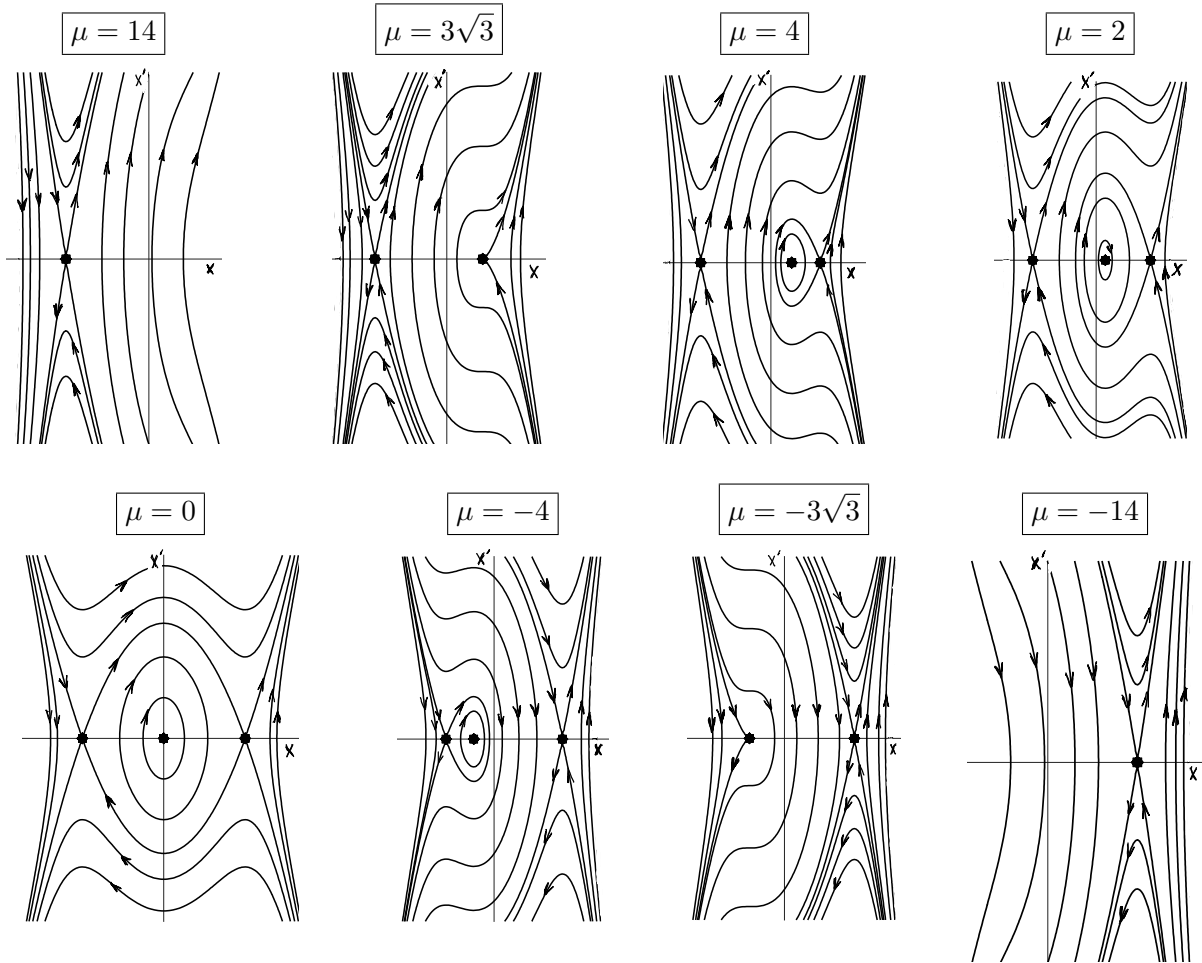 μ = 14
μ = 3√3
μ = 4
μ = 2
x'
x'
x'
x'
x
x
x
x
μ = 0
μ = −4
μ = −3√3
μ = −14
x'
x'
x'
x'
x
x
x
x